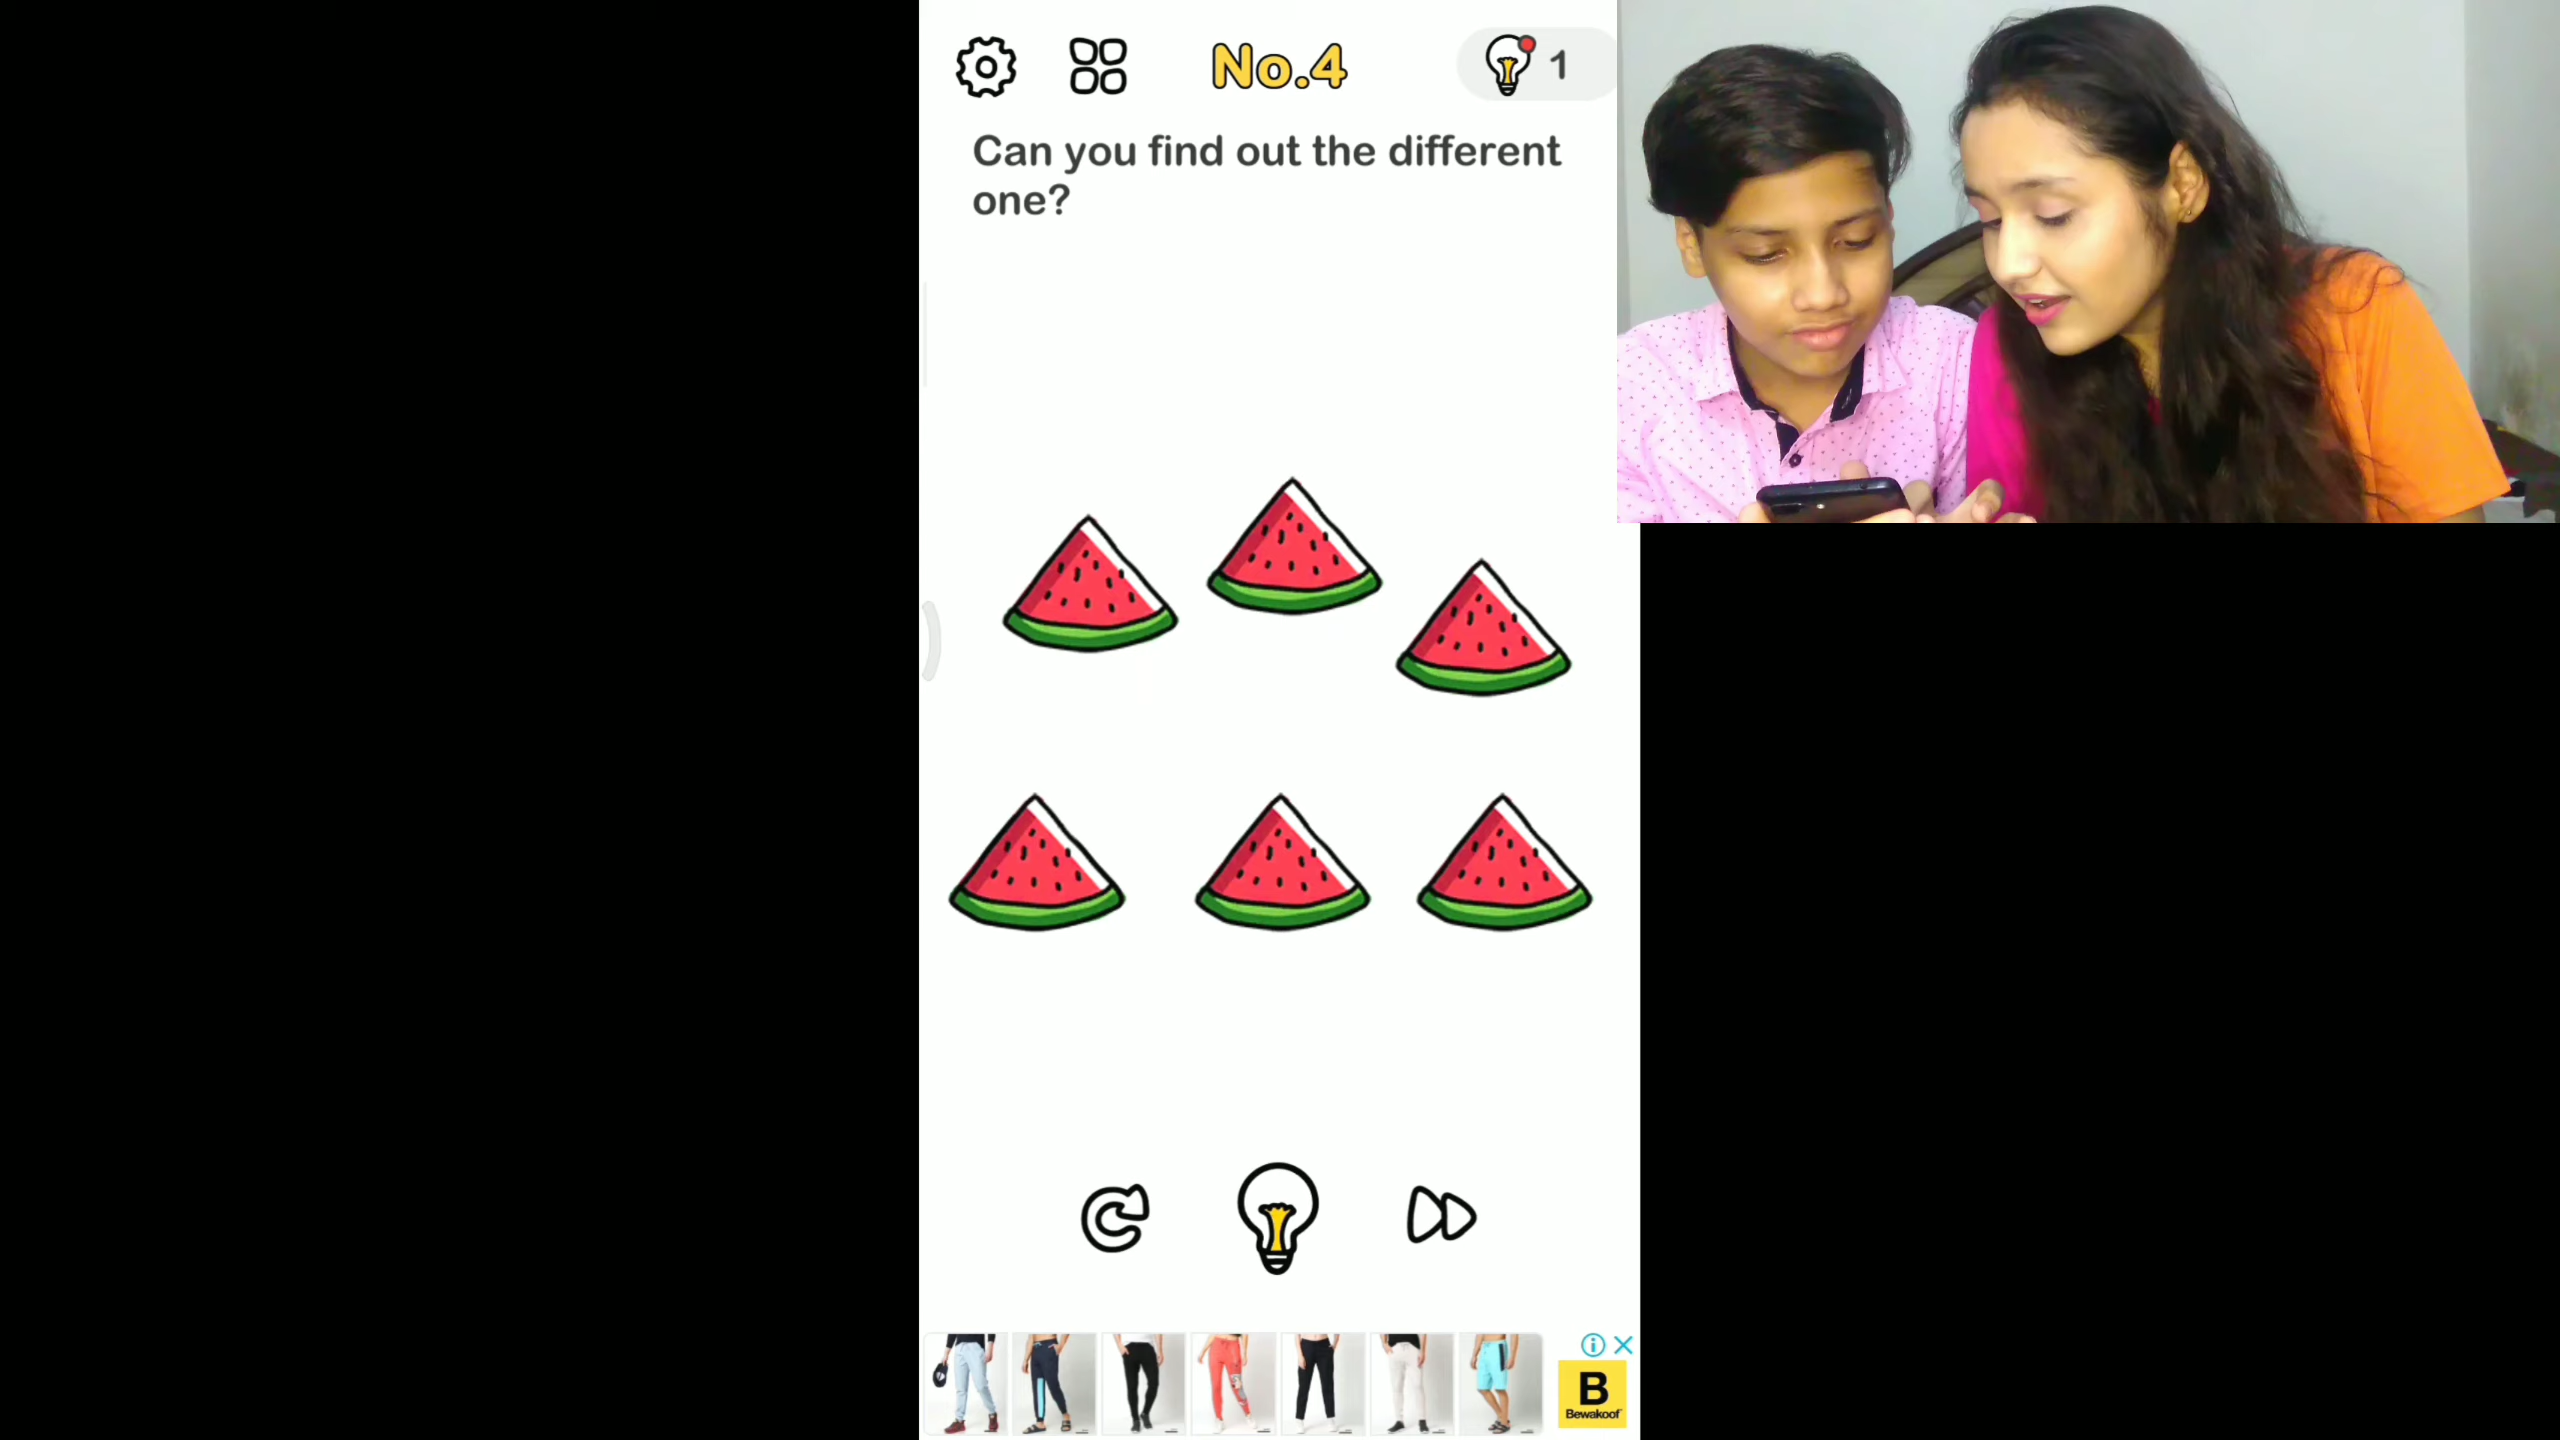 No.4
1
Can you find out the different
one?
B
Bewakoof